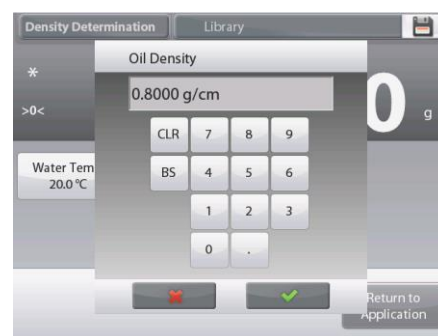 Density Determination Library
Oil Density
0.8000 g/cm
*
>0<
0 g
CLR 7 8 9
BS 4 5 6
1 2 3
0 .
Water Tem
20.0 °C
Return to
Application